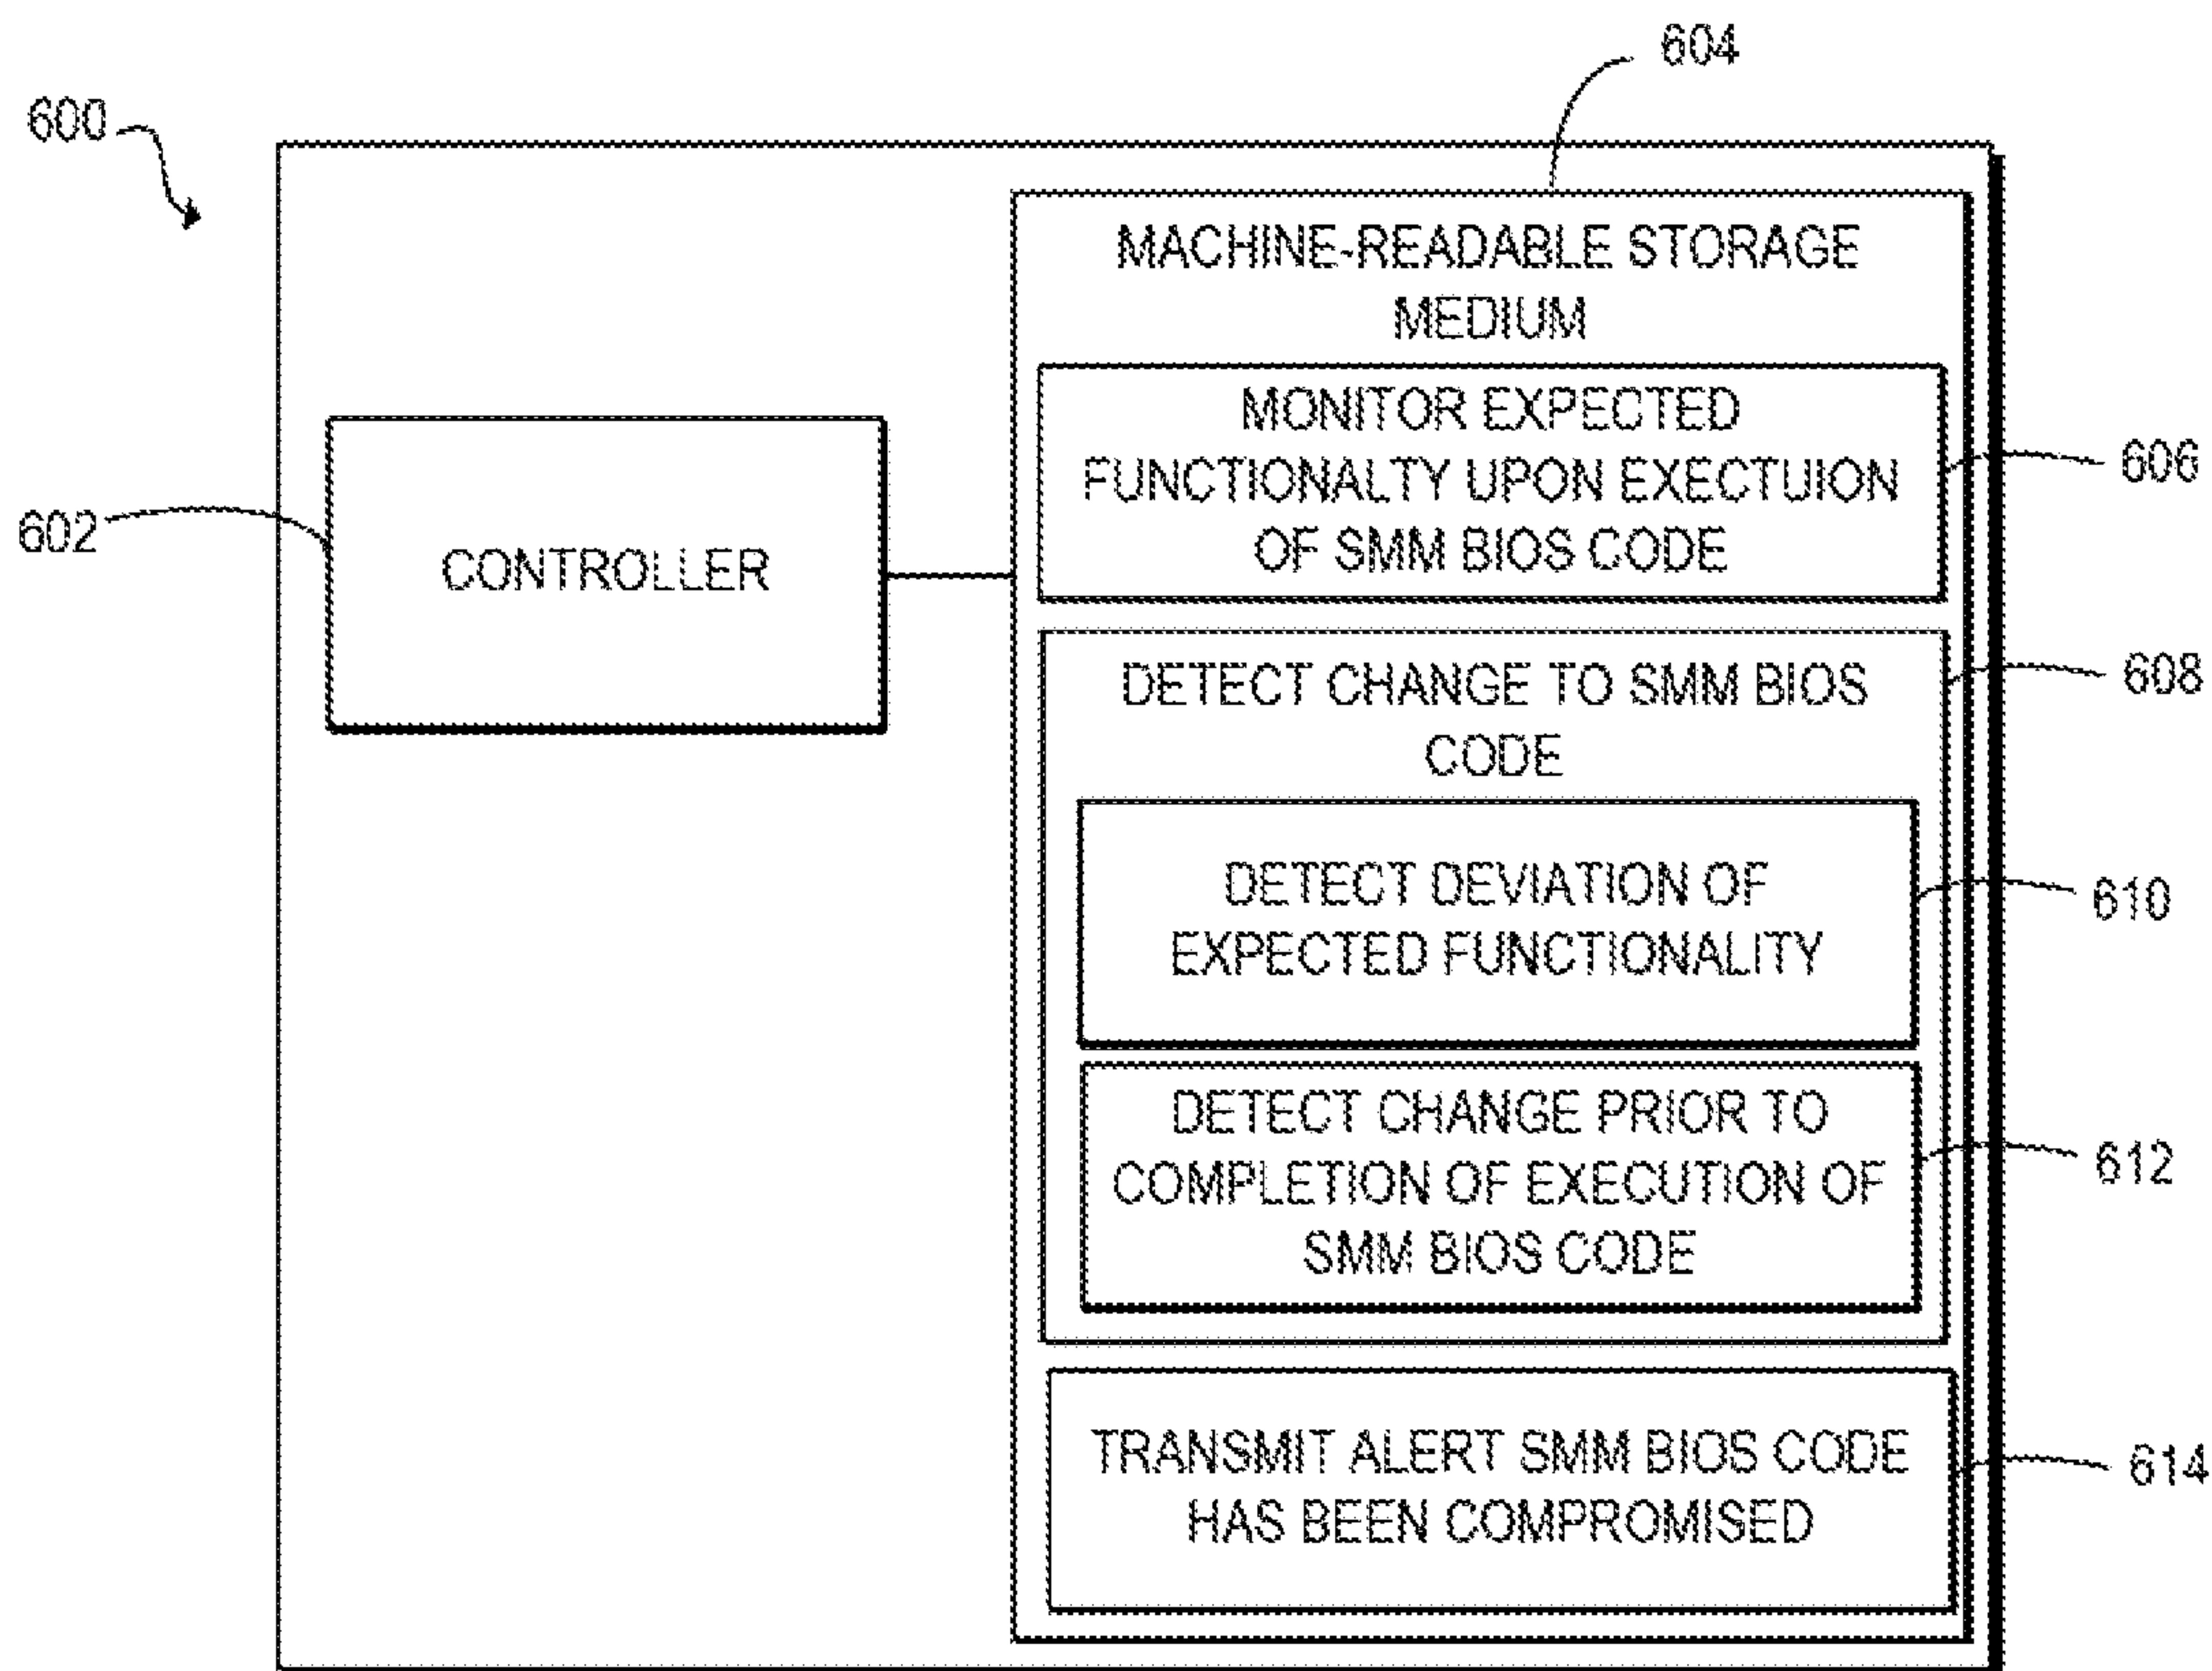 604
600
MACHINE-READABLE STORAGE
MEDIUM
MONITOR EXPECTED
FUNCTIONALTY UPON EXECTUION
OF SMM BIOS CODE
606
602
CONTROLLER
DETECT CHANGE TO SMM BIOS
CODE
608
DETECT DEVIATION OF
EXPECTED FUNCTIONALITY
610
DETECT CHANGE PRIOR TO
COMPLETION OF EXECUTION OF
SMM BIOS CODE
612
TRANSMIT ALERT SMM BIOS CODE
HAS BEEN COMPROMISED
614